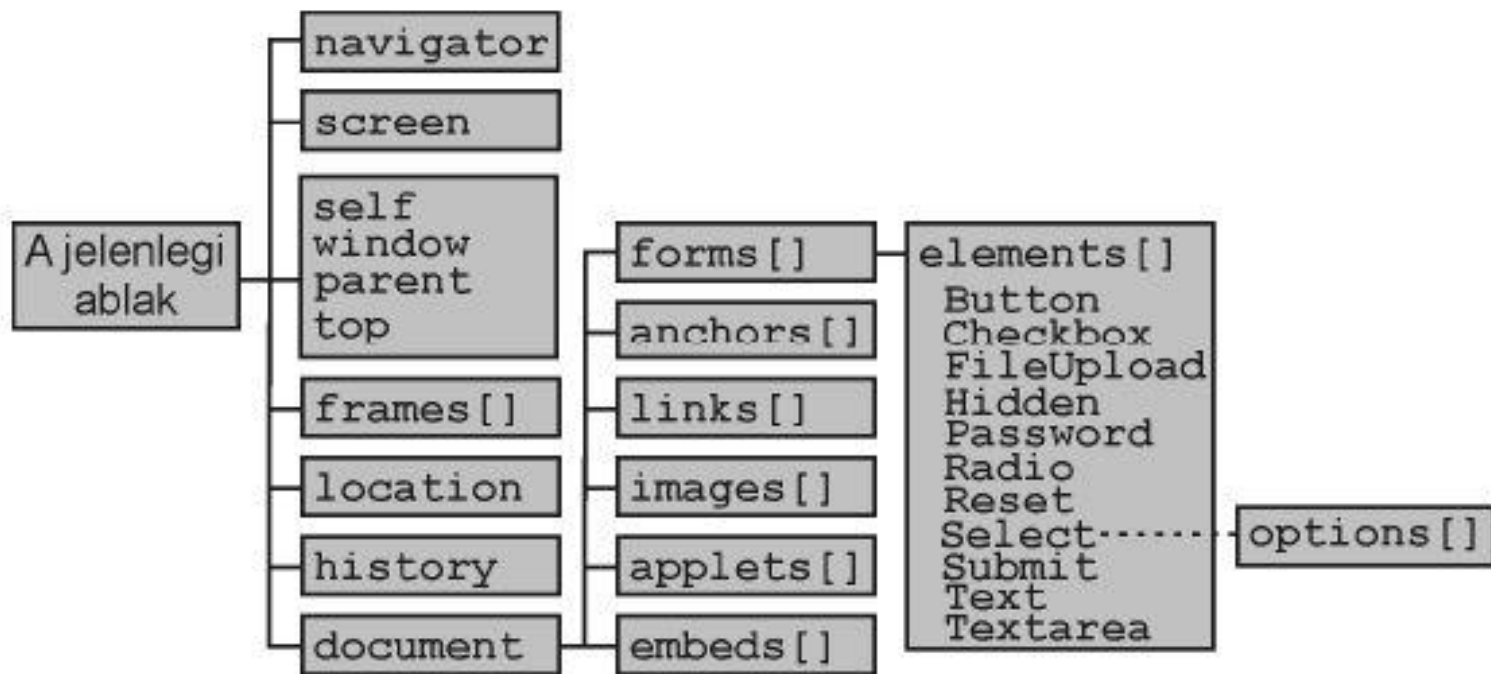 A jelenlegi
ablak
navigator
screen
self
window
parent
top
frames[]
location
history
document
forms[]
anchors[]
links[]
images[]
applets[]
embeds[]
elements[]
Button
Checkbox
FileUpload
Hidden
Password
Radio
Reset
Select
Submit
Text
Textarea
options[]